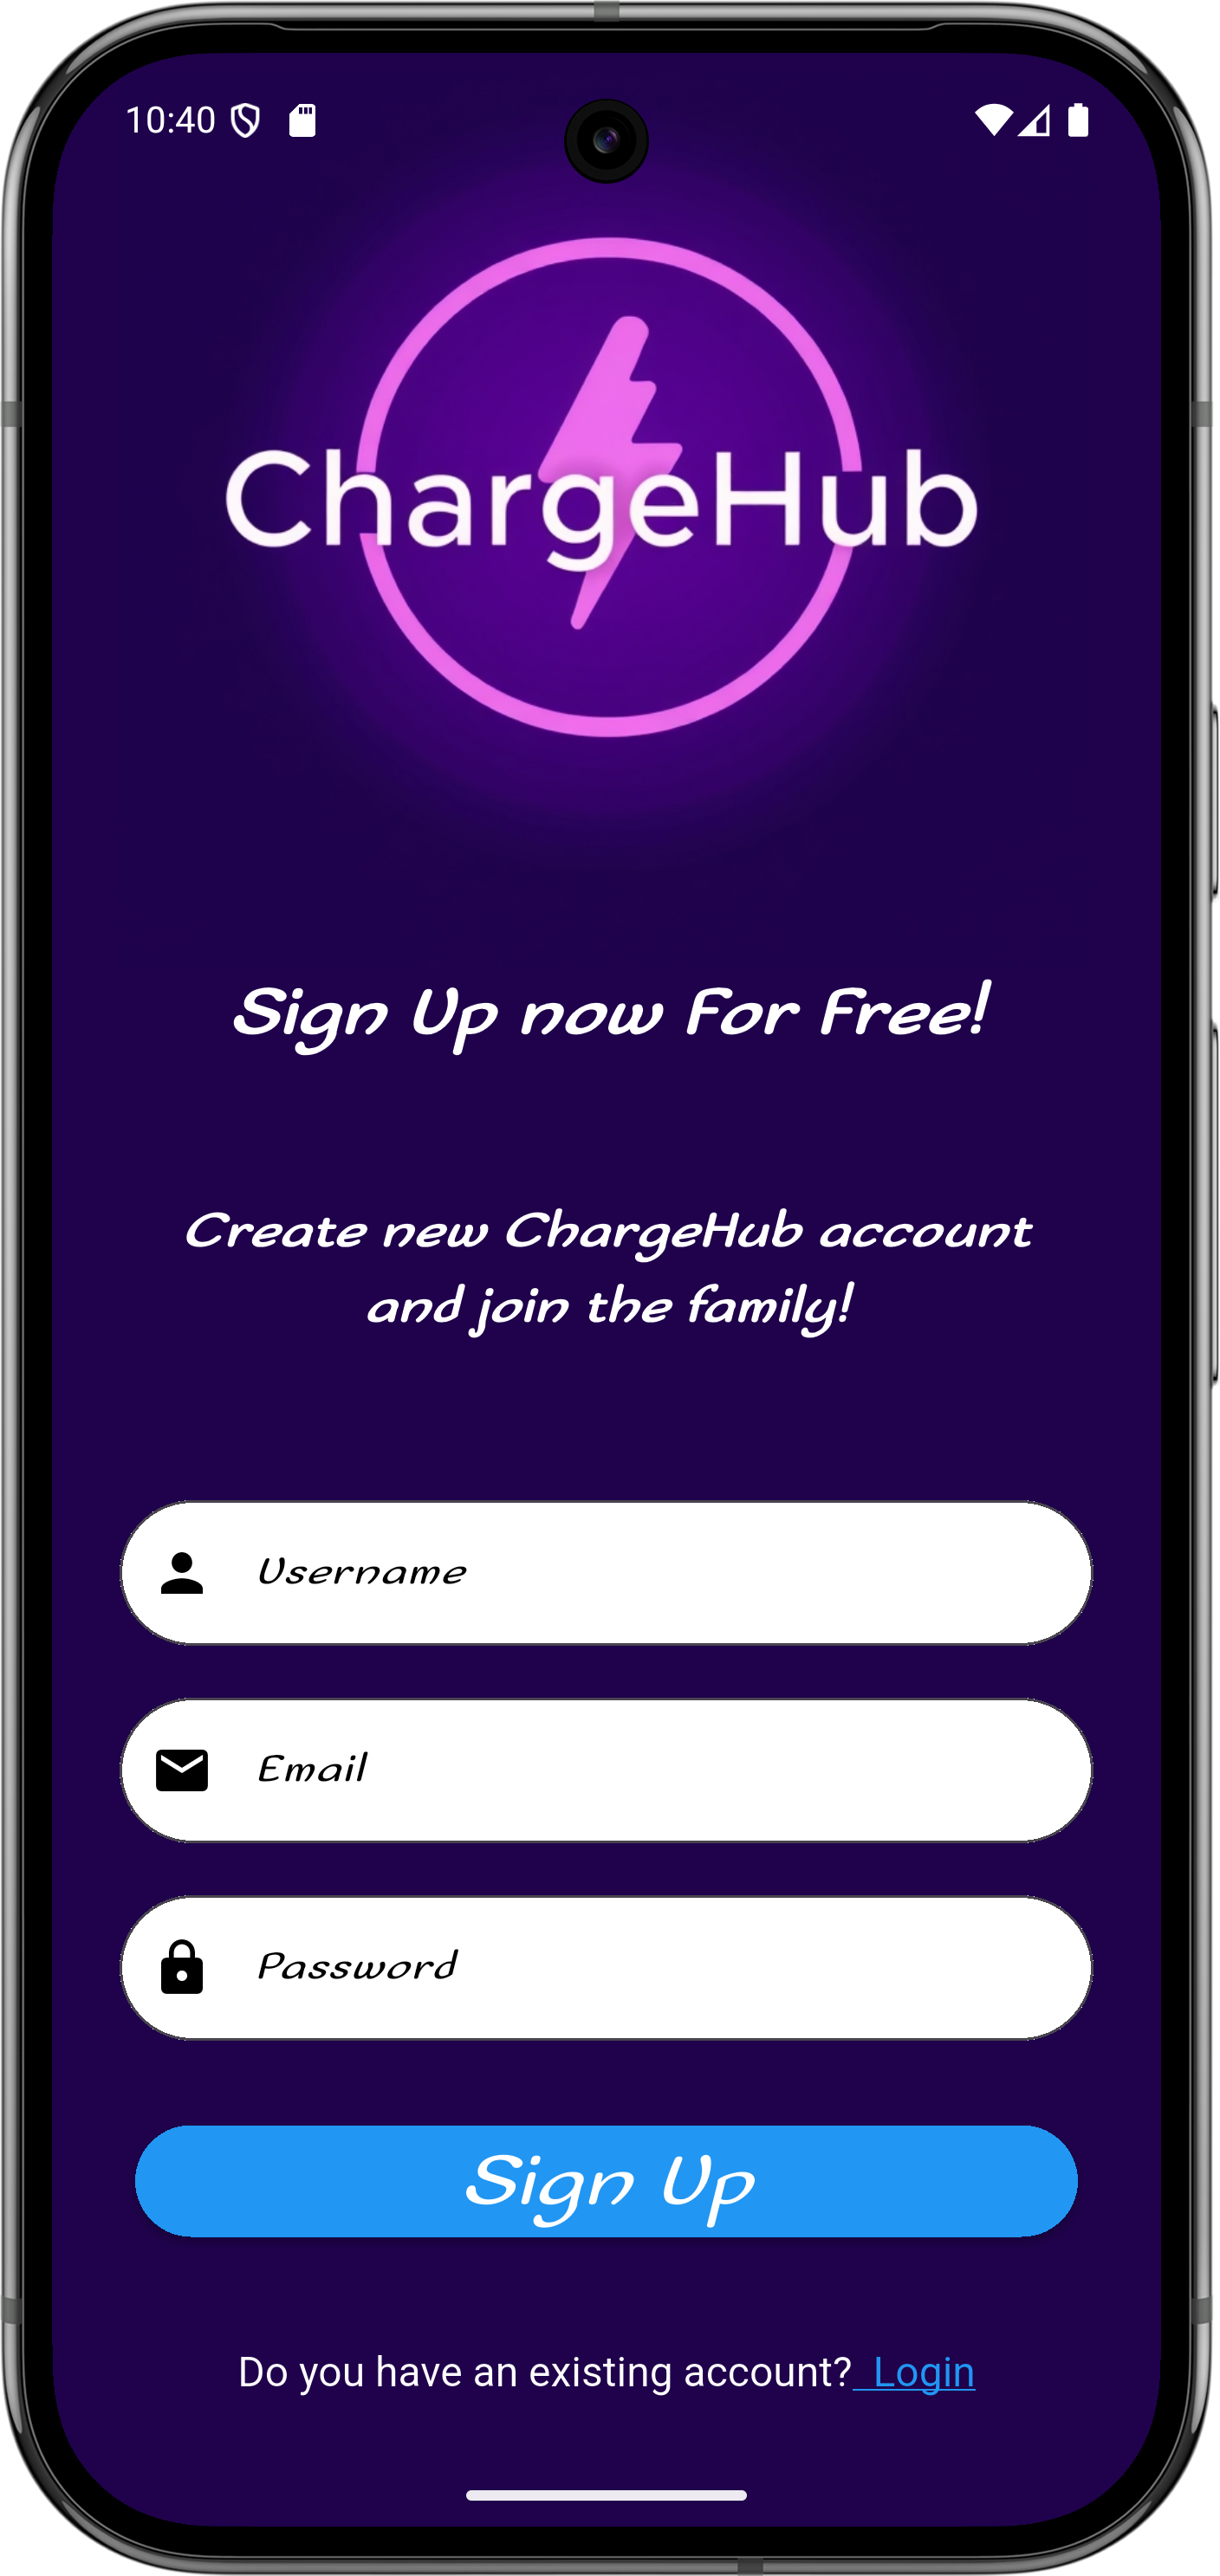 10:40
ChargeHub
Sign Up now For Free!
Create new ChargeHub account
and join the family!
Username
Email
Password
Sign Up
Do you have an existing account?  Login